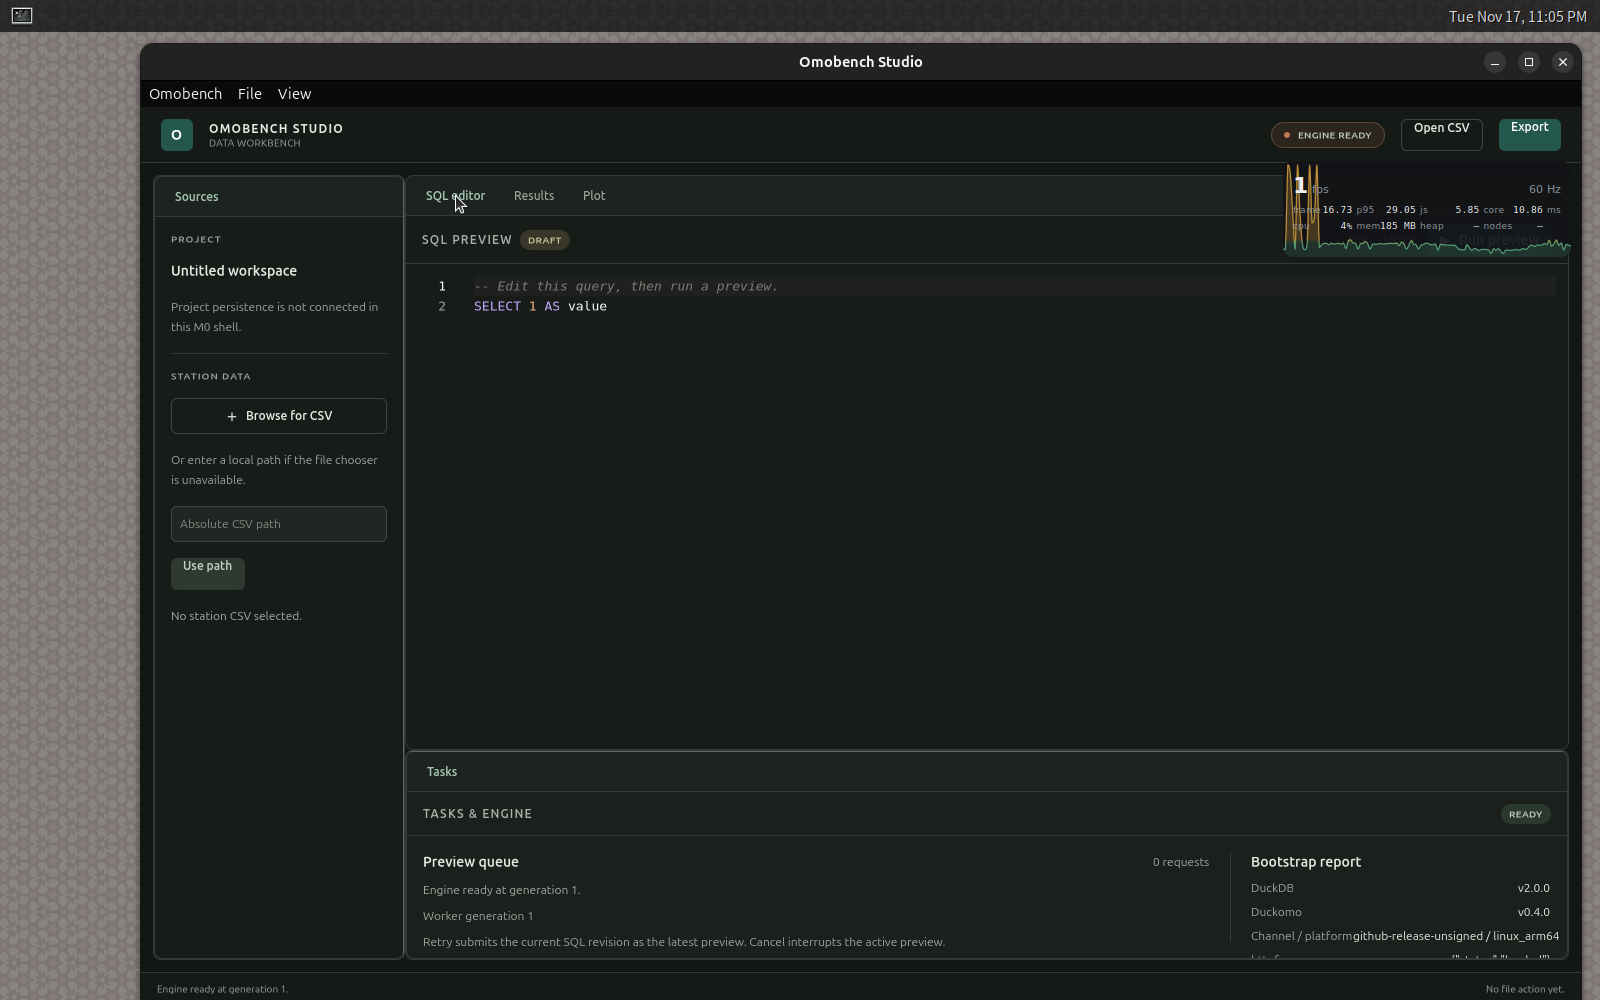 Tue Nov 17, 11:05 PM
Omobench Studio
Omobench File View
O
OMOBENCH STUDIO
DATA WORKBENCH
ENGINE READY
Open CSV
Export
Sources
PROJECT
Untitled workspace
Project persistence is not connected in
this M0 shell.
STATION DATA
+ Browse for CSV
Or enter a local path if the file chooser
is unavailable.
Absolute CSV path
Use path
No station CSV selected.
SQL editor Results Plot
1 fps 60 Hz
frame 16.73 p95 29.05 js 5.85 core 10.86 ms
cpu 4% mem 185 MB heap – nodes –
Run preview
SQL PREVIEW DRAFT
1 -- Edit this query, then run a preview.
2 SELECT 1 AS value
Tasks
TASKS & ENGINE
READY
Preview queue
0 requests
Engine ready at generation 1.
Worker generation 1
Retry submits the current SQL revision as the latest preview. Cancel interrupts the active preview.
Bootstrap report
DuckDB v2.0.0
Duckomo v0.4.0
Channel / platform github-release-unsigned / linux_arm64
Engine ready at generation 1.
No file action yet.